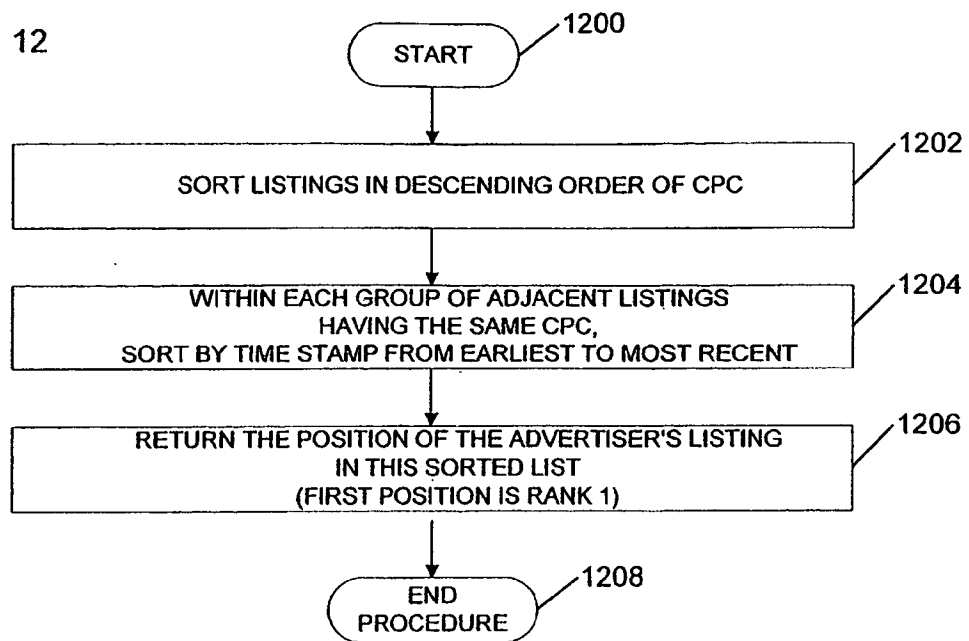 12
START
1200
SORT LISTINGS IN DESCENDING ORDER OF CPC
1202
WITHIN EACH GROUP OF ADJACENT LISTINGS
HAVING THE SAME CPC,
SORT BY TIME STAMP FROM EARLIEST TO MOST RECENT
1204
RETURN THE POSITION OF THE ADVERTISER'S LISTING
IN THIS SORTED LIST
(FIRST POSITION IS RANK 1)
1206
END
PROCEDURE
1208